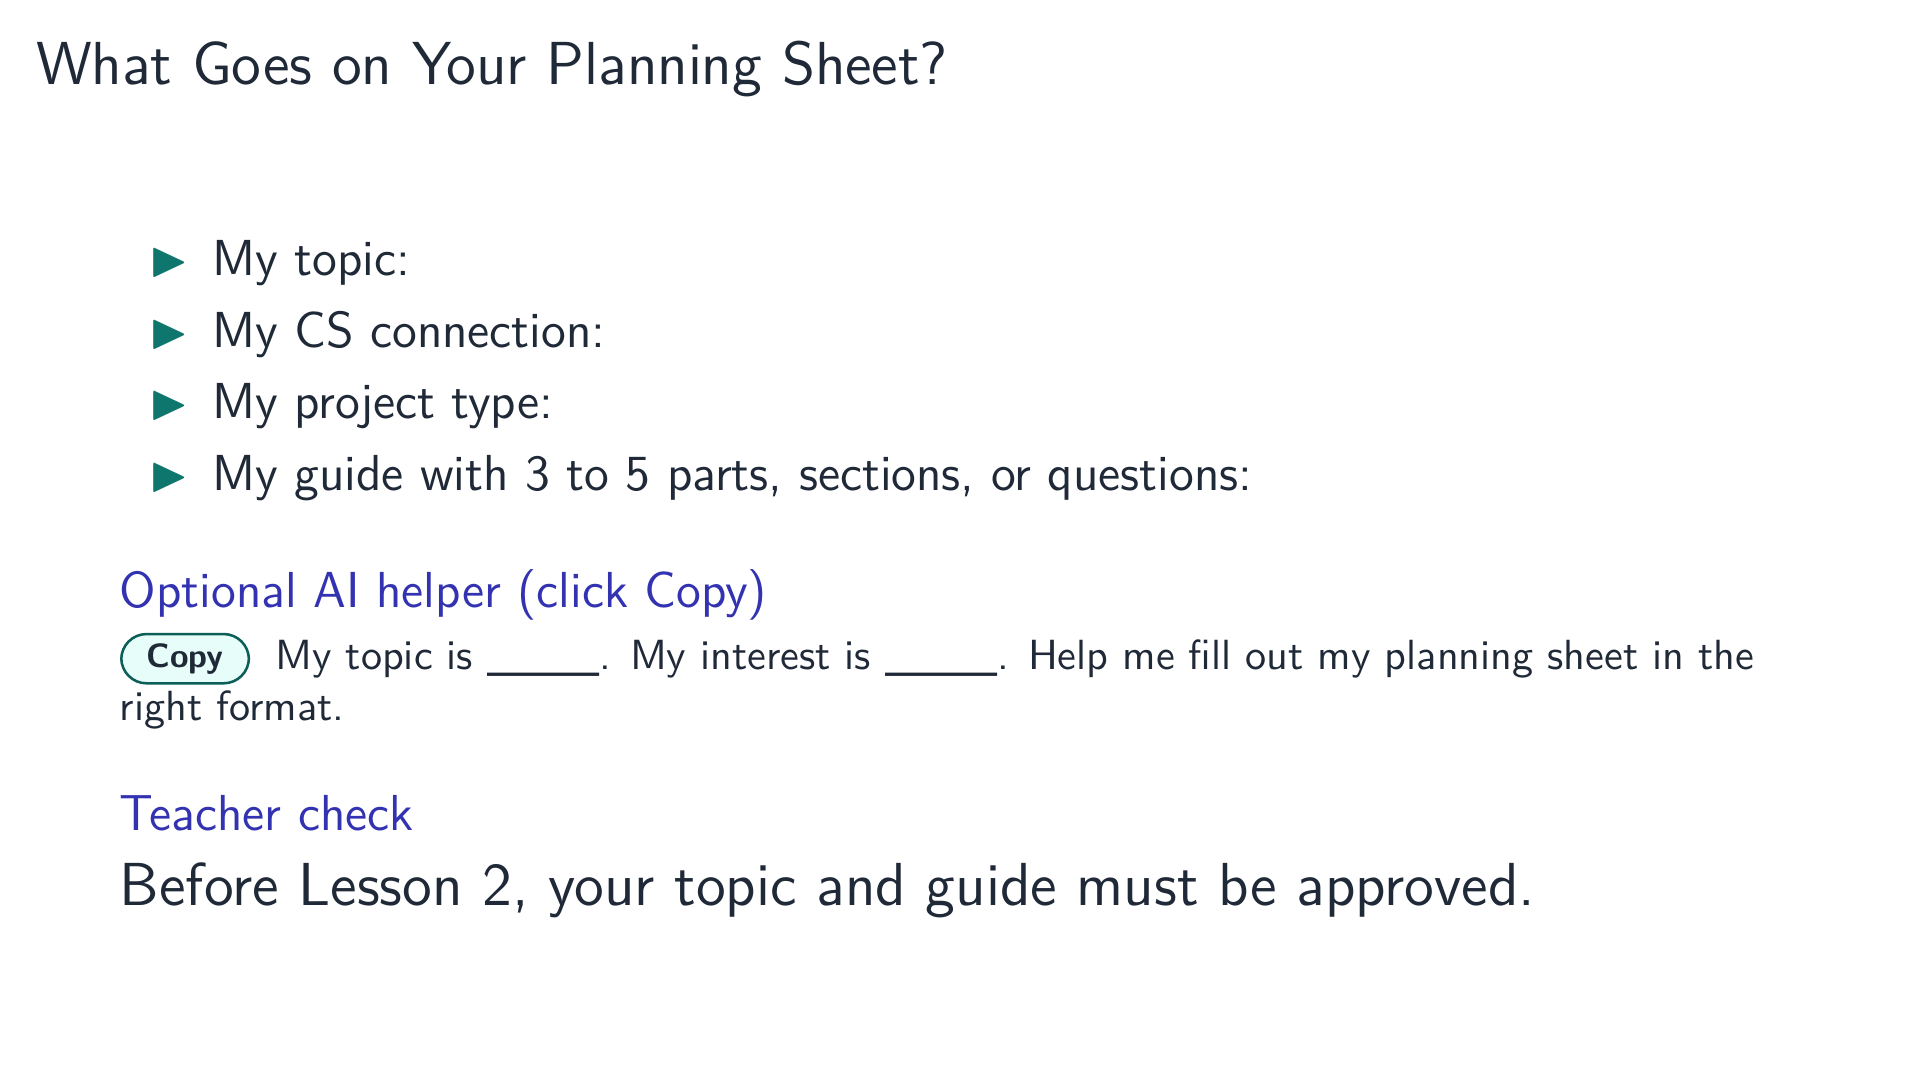 What Goes on Your Planning Sheet?
My topic:
My CS connection:
My project type:
My guide with 3 to 5 parts, sections, or questions:
Optional AI helper (click Copy)
Copy My topic is _____. My interest is _____. Help me fill out my planning sheet in the
right format.
Teacher check
Before Lesson 2, your topic and guide must be approved.